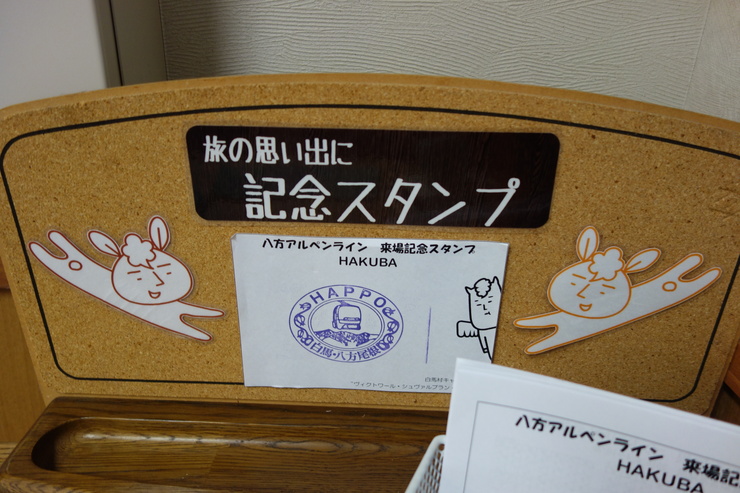 旅の思い出に
記念スタンプ
八方アルペンライン 来場記念スタンプ
HAKUBA
HAPPO
白馬・八方尾根
白馬村キャ
"ヴィクトワール・シュヴァルブラン・
八方アルペンライン 来場記
HAKUBA